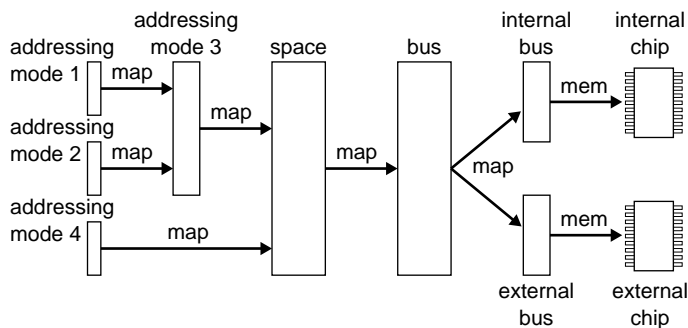 addressing
mode 3
internal
bus
internal
chip
addressing
mode 1
space
bus
map
mem
map
addressing
mode 2
map
map
map
addressing
mode 4
map
mem
external
bus
external
chip